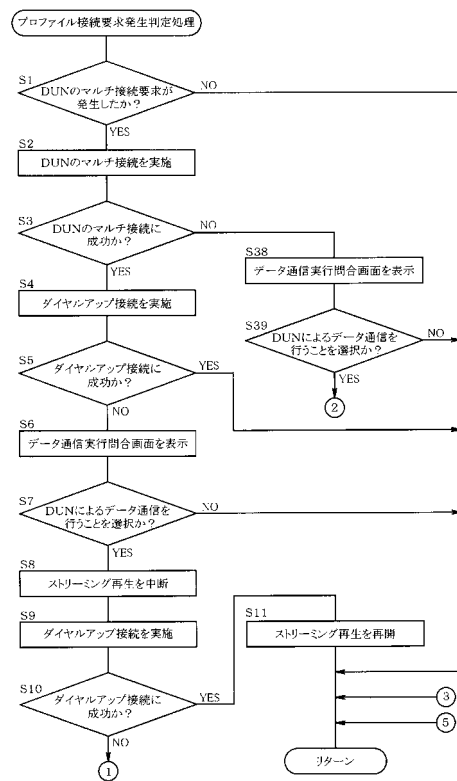 プロファイル接続要求発生判定処理
S1
DUNのマルチ接続要求が
発生したか?
NO
YES
S2
DUNのマルチ接続を実施
S3
DUNのマルチ接続に
成功か?
NO
YES
S38
データ通信実行問合画面を表示
S39
DUNによるデータ通信を
行うことを選択か?
NO
YES
②
S4
ダイヤルアップ接続を実施
S5
ダイヤルアップ接続に
成功か?
YES
NO
S6
データ通信実行問合画面を表示
S7
DUNによるデータ通信を
行うことを選択か?
NO
YES
S8
ストリーミング再生を中断
S9
ダイヤルアップ接続を実施
S10
ダイヤルアップ接続に
成功か?
YES
NO
①
S11
ストリーミング再生を再開
③
⑤
リターン